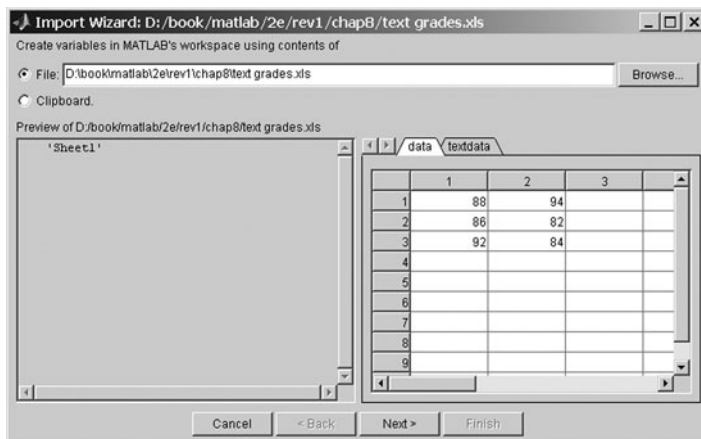 Import Wizard: D:/book/matlab/2e/rev1/chap8/text grades.xls
Create variables in MATLAB's workspace using contents of
File: D:\book\matlab\2e\rev1\chap8\text grades.xls Browse...
Clipboard.
Preview of D:/book/matlab/2e/rev1/chap8/text grades.xls
'Sheet1'
data textdata
1 2 3
1 88 94
2 86 82
3 92 84
4
5
6
7
8
9
Cancel < Back Next > Finish